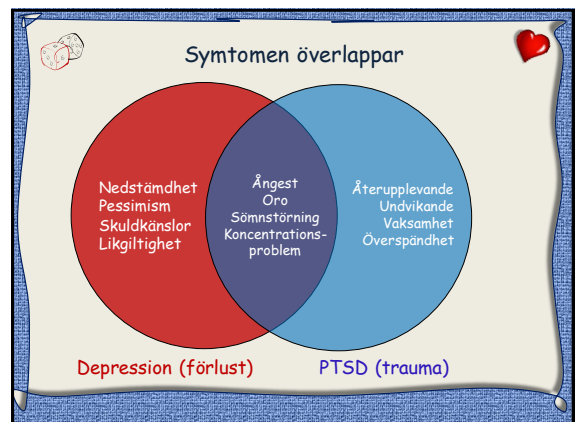 Symtomen överlappar
Nedstämdhet
Pessimism
Skuldkänslor
Likgiltighet
Ångest
Oro
Sömnstörning
Koncentrations-
problem
Återupplevande
Undvikande
Vaksamhet
Överspändhet
Depression (förlust)
PTSD (trauma)